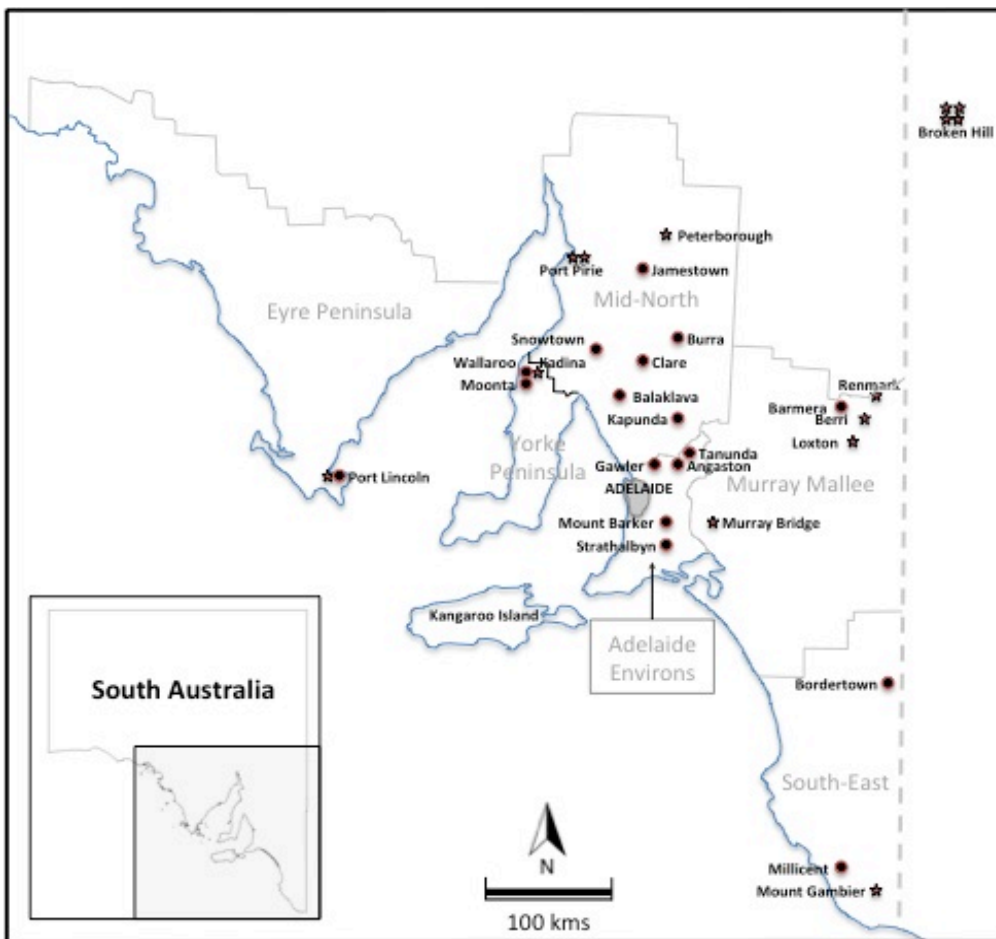 Broken Hill
Peterborough
Port Pirie
Jamestown
Mid-North
Eyre Peninsula
Snowtown
Burra
Wallaroo
Kadina
Clare
Moonta
Renmark
Balaklava
Barmera
Kapunda
Berri
Yorke
Peninsula
Loxton
Tanunda
Gawler
Angaston
Port Lincoln
ADELAIDE
Murray Mallee
Mount Barker
Murray Bridge
Strathalbyn
Kangaroo Island
Adelaide
Environs
South Australia
Bordertown
South-East
N
Millicent
Mount Gambier
100 kms